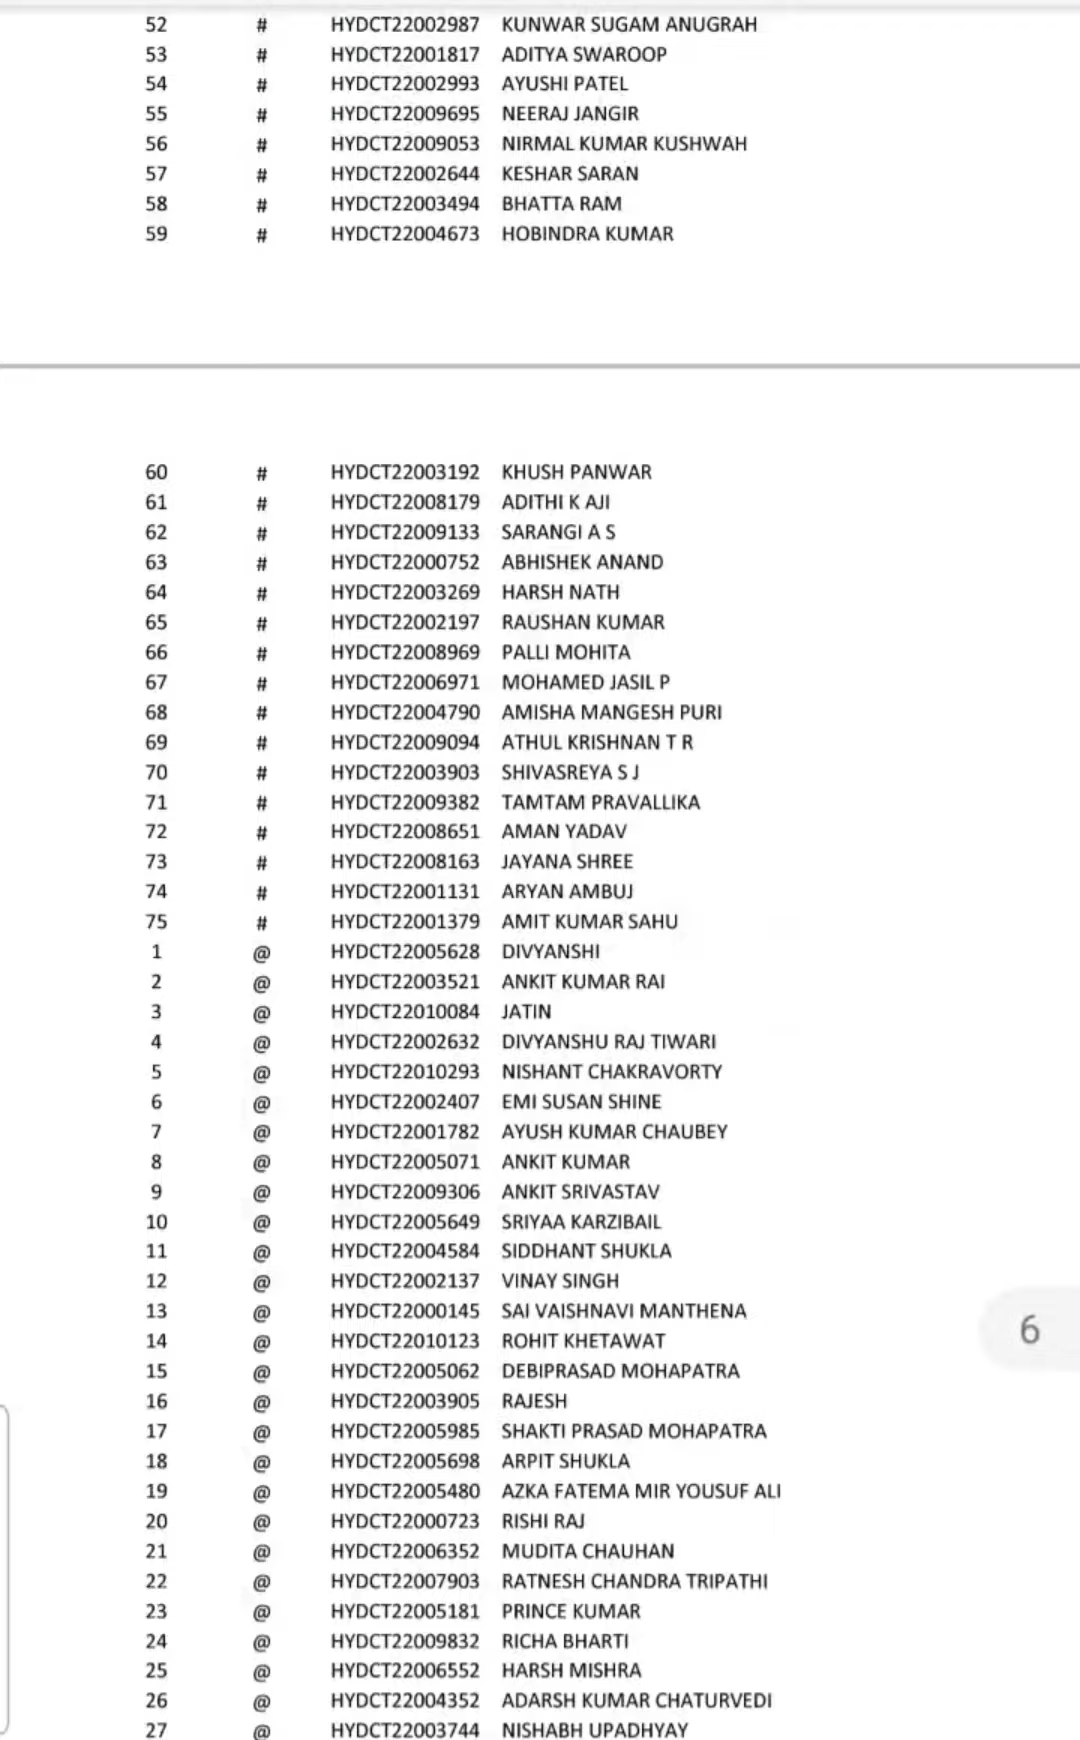 52 # HYDCT22002987 KUNWAR SUGAM ANUGRAH
53 # HYDCT22001817 ADITYA SWAROOP
54 # HYDCT22002993 AYUSHI PATEL
55 # HYDCT22009695 NEERAJ JANGIR
56 # HYDCT22009053 NIRMAL KUMAR KUSHWAH
57 # HYDCT22002644 KESHAR SARAN
58 # HYDCT22003494 BHATTA RAM
59 # HYDCT22004673 HOBINDRA KUMAR
60 # HYDCT22003192 KHUSH PANWAR
61 # HYDCT22008179 ADITHI K AJI
62 # HYDCT22009133 SARANGI A S
63 # HYDCT22000752 ABHISHEK ANAND
64 # HYDCT22003269 HARSH NATH
65 # HYDCT22002197 RAUSHAN KUMAR
66 # HYDCT22008969 PALLI MOHITA
67 # HYDCT22006971 MOHAMED JASIL P
68 # HYDCT22004790 AMISHA MANGESH PURI
69 # HYDCT22009094 ATHUL KRISHNAN T R
70 # HYDCT22003903 SHIVASREYA S J
71 # HYDCT22009382 TAMTAM PRAVALLIKA
72 # HYDCT22008651 AMAN YADAV
73 # HYDCT22008163 JAYANA SHREE
74 # HYDCT22001131 ARYAN AMBUJ
75 # HYDCT22001379 AMIT KUMAR SAHU
1 @ HYDCT22005628 DIVYANSHI
2 @ HYDCT22003521 ANKIT KUMAR RAI
3 @ HYDCT22010084 JATIN
4 @ HYDCT22002632 DIVYANSHU RAJ TIWARI
5 @ HYDCT22010293 NISHANT CHAKRAVORTY
6 @ HYDCT22002407 EMI SUSAN SHINE
7 @ HYDCT22001782 AYUSH KUMAR CHAUBEY
8 @ HYDCT22005071 ANKIT KUMAR
9 @ HYDCT22009306 ANKIT SRIVASTAV
10 @ HYDCT22005649 SRIYAA KARZIBAIL
11 @ HYDCT22004584 SIDDHANT SHUKLA
12 @ HYDCT22002137 VINAY SINGH
13 @ HYDCT22000145 SAI VAISHNAVI MANTHENA
14 @ HYDCT22010123 ROHIT KHETAWAT
6
15 @ HYDCT22005062 DEBIPRASAD MOHAPATRA
16 @ HYDCT22003905 RAJESH
17 @ HYDCT22005985 SHAKTI PRASAD MOHAPATRA
18 @ HYDCT22005698 ARPIT SHUKLA
19 @ HYDCT22005480 AZKA FATEMA MIR YOUSUF ALI
20 @ HYDCT22000723 RISHI RAJ
21 @ HYDCT22006352 MUDITA CHAUHAN
22 @ HYDCT22007903 RATNESH CHANDRA TRIPATHI
23 @ HYDCT22005181 PRINCE KUMAR
24 @ HYDCT22009832 RICHA BHARTI
25 @ HYDCT22006552 HARSH MISHRA
26 @ HYDCT22004352 ADARSH KUMAR CHATURVEDI
27 @ HYDCT22003744 NISHABH UPADHYAY